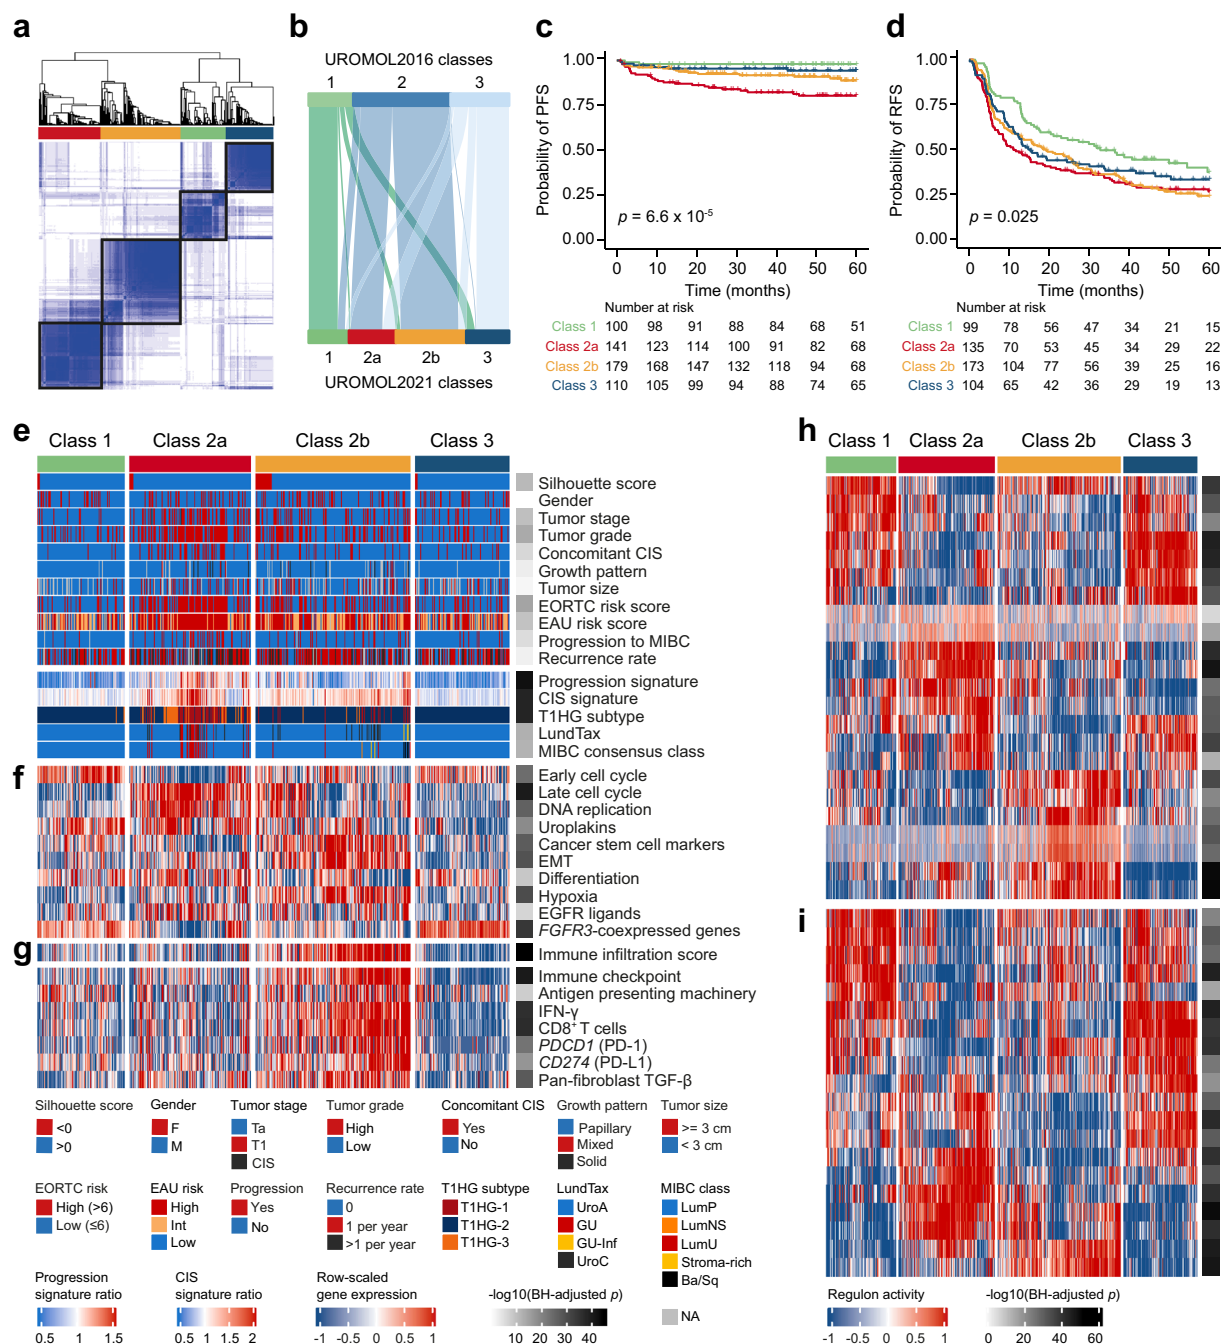 a
b
UROMOL2016 classes
1 2 3
1 2a 2b 3
UROMOL2021 classes
c
Probability of PFS
1.00
0.75
0.50
0.25
0.00
p = 6.6 x 10-5
0 10 20 30 40 50 60
Time (months)
Number at risk
Class 1 100 98 91 88 84 68 51
Class 2a 141 123 114 100 91 82 68
Class 2b 179 168 147 132 118 94 68
Class 3 110 105 99 94 88 74 65
d
Probability of RFS
1.00
0.75
0.50
0.25
0.00
p = 0.025
0 10 20 30 40 50 60
Time (months)
Number at risk
Class 1 99 78 56 47 34 21 15
Class 2a 135 70 53 45 34 29 22
Class 2b 173 104 77 56 39 25 16
Class 3 104 65 42 36 29 19 13
e
Class 1 Class 2a Class 2b Class 3
Silhouette score
Gender
Tumor stage
Tumor grade
Concomitant CIS
Growth pattern
Tumor size
EORTC risk score
EAU risk score
Progression to MIBC
Recurrence rate
Progression signature
CIS signature
T1HG subtype
LundTax
MIBC consensus class
f
Early cell cycle
Late cell cycle
DNA replication
Uroplakins
Cancer stem cell markers
EMT
Differentiation
Hypoxia
EGFR ligands
FGFR3-coexpressed genes
g
Immune infiltration score
Immune checkpoint
Antigen presenting machinery
IFN-γ
CD8+ T cells
PDCD1 (PD-1)
CD274 (PD-L1)
Pan-fibroblast TGF-β
h
Class 1 Class 2a Class 2b Class 3
i
Silhouette score
<0
>0
Gender
F
M
Tumor stage
Ta
T1
CIS
Tumor grade
High
Low
Concomitant CIS
Yes
No
Growth pattern
Papillary
Mixed
Solid
Tumor size
>= 3 cm
< 3 cm
EORTC risk
High (>6)
Low (≤6)
EAU risk
High
Int
Low
Progression
Yes
No
Recurrence rate
0
1 per year
>1 per year
T1HG subtype
T1HG-1
T1HG-2
T1HG-3
LundTax
UroA
GU
GU-Inf
UroC
MIBC class
LumP
LumNS
LumU
Stroma-rich
Ba/Sq
NA
Progression
signature ratio
0.5 1 1.5
CIS
signature ratio
0.5 1 1.5 2
Row-scaled
gene expression
-1 -0.5 0 0.5 1
-log10(BH-adjusted p)
10 20 30 40
Regulon activity
-1 -0.5 0 0.5 1
-log10(BH-adjusted p)
0 20 40 60